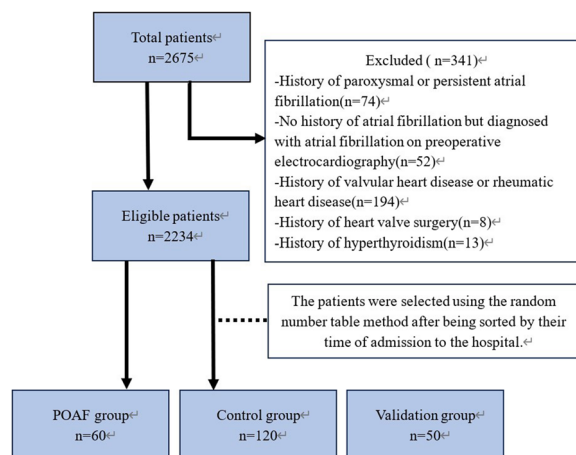 Total patients↵
n=2675↵
Excluded ( n=341)↵
-History of paroxysmal or persistent atrial
fibrillation(n=74)↵
-No history of atrial fibrillation but diagnosed
with atrial fibrillation on preoperative
electrocardiography(n=52)↵
-History of valvular heart disease or rheumatic
heart disease(n=194)↵
-History of heart valve surgery(n=8)↵
-History of hyperthyroidism(n=13)↵
Eligible patients↵
n=2234↵
The patients were selected using the random
number table method after being sorted by their
time of admission to the hospital.↵
POAF group↵
n=60↵
Control group↵
n=120↵
Validation group↵
n=50↵